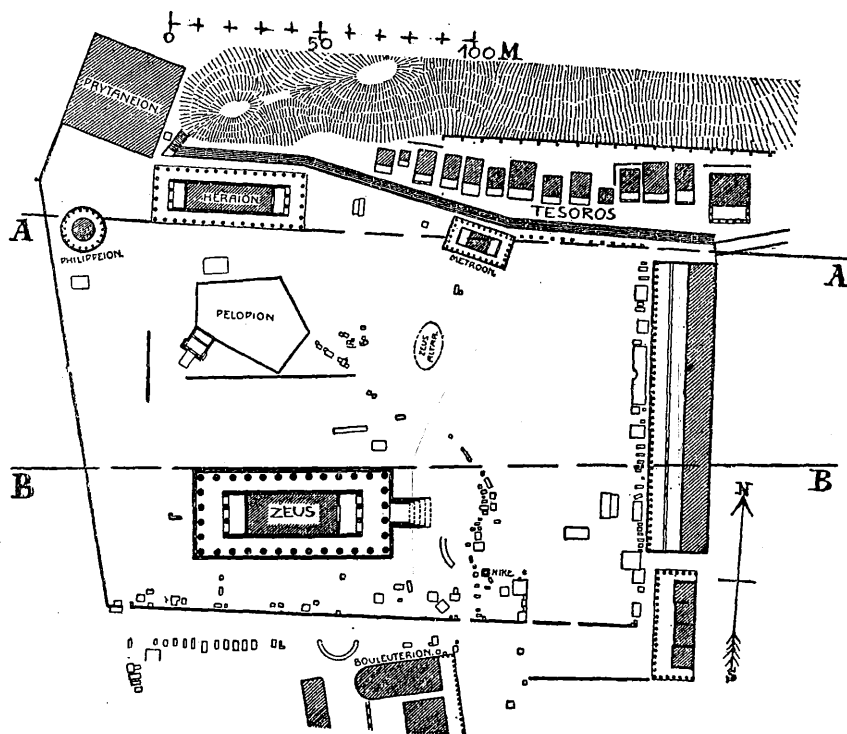 0 50 100 M
PRYTANEION
HERAION
TESOROS
A
PHILIPPEION
METROON
A
PELOPION
ZEUS
ALTAR
B
B
ZEUS
N
NIKE
S
BOULEUTERION